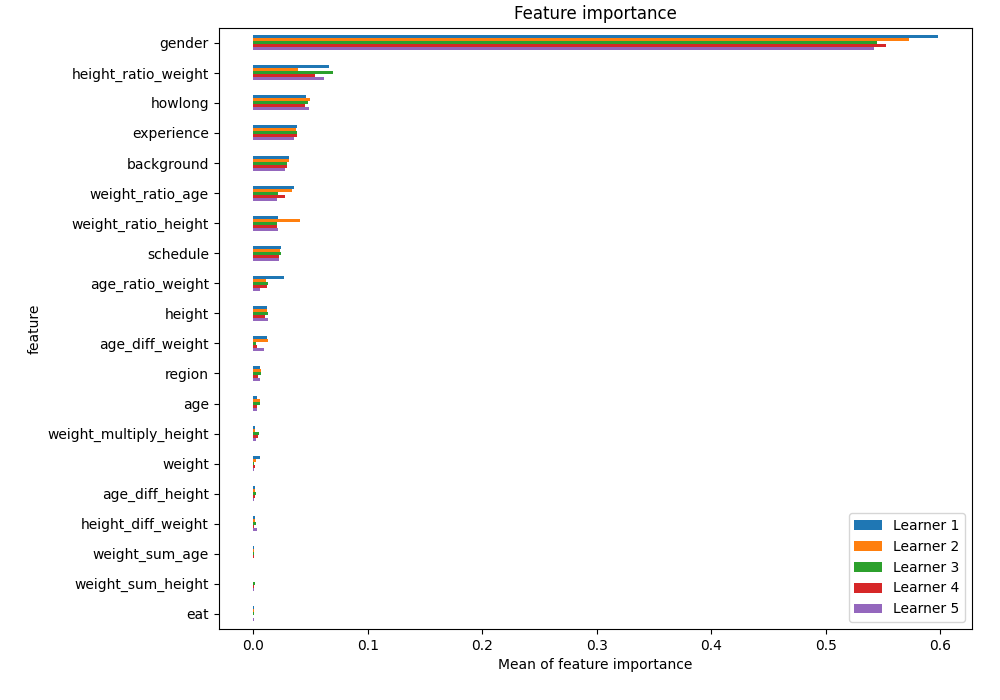 Feature importance
gender
height_ratio_weight
howlong
experience
background
weight_ratio_age
weight_ratio_height
schedule
age_ratio_weight
height
age_diff_weight
region
age
weight_multiply_height
weight
age_diff_height
height_diff_weight
weight_sum_age
weight_sum_height
eat
feature
Learner 1
Learner 2
Learner 3
Learner 4
Learner 5
0.0 0.1 0.2 0.3 0.4 0.5 0.6
Mean of feature importance